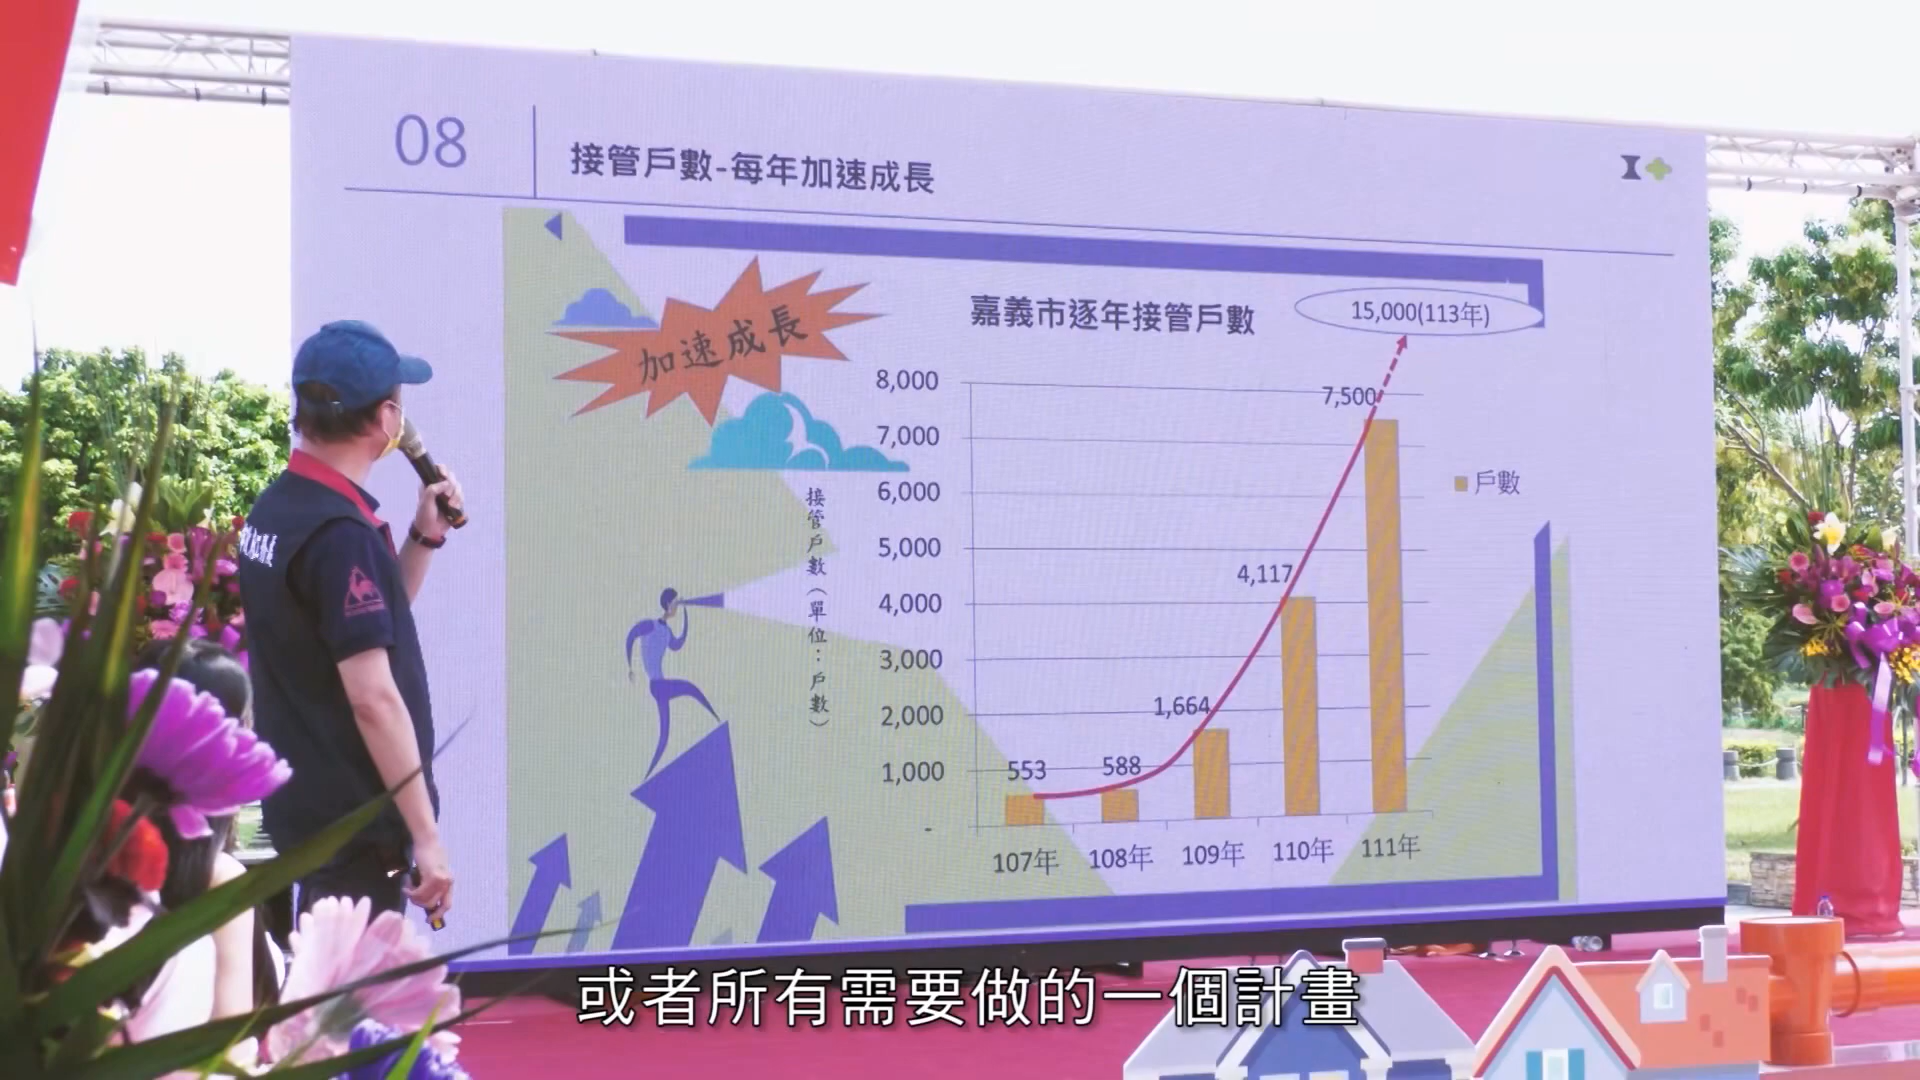 08
接管戶數-每年加速成長
加速成長
嘉義市逐年接管戶數
15,000(113年)
接管戶數（單位：戶數）
8,000
7,000
6,000
5,000
4,000
3,000
2,000
1,000
-
553
588
1,664
4,117
7,500
戶數
107年
108年
109年
110年
111年
或者所有需要做的一個計畫